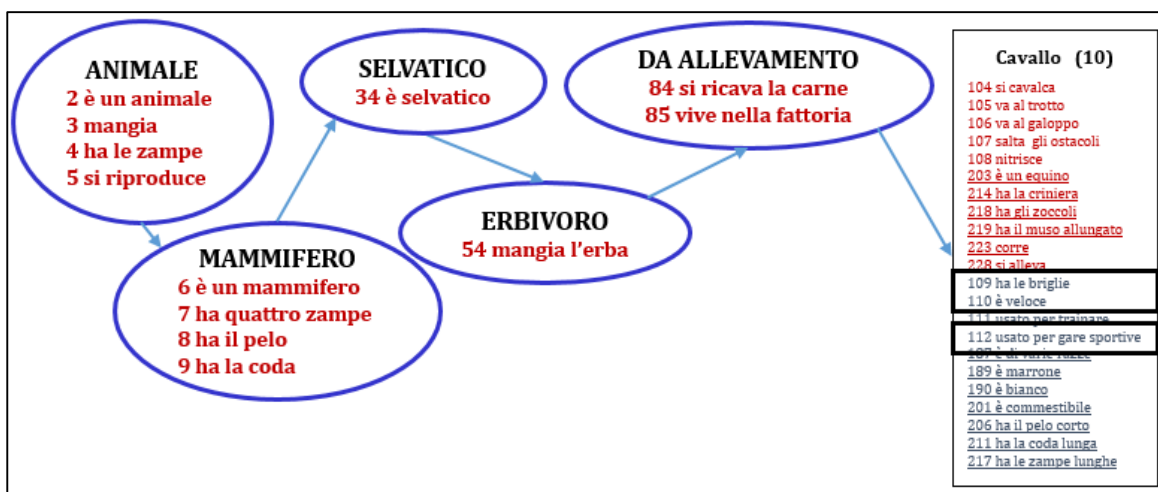 ANIMALE
2 è un animale
3 mangia
4 ha le zampe
5 si riproduce
MAMMIFERO
6 è un mammifero
7 ha quattro zampe
8 ha il pelo
9 ha la coda
SELVATICO
34 è selvatico
ERBIVORO
54 mangia l'erba
DA ALLEVAMENTO
84 si ricava la carne
85 vive nella fattoria
Cavallo (10)
104 si cavalca
105 va al trotto
106 va al galoppo
107 salta gli ostacoli
108 nitrisce
203 è un equino
214 ha la criniera
218 ha gli zoccoli
219 ha il muso allungato
223 corre
228 si alleva
109 ha le briglie
110 è veloce
111 usato per trainare
112 usato per gare sportive
187 è di varie razze
189 è marrone
190 è bianco
201 è commestibile
206 ha il pelo corto
211 ha la coda lunga
217 ha le zampe lunghe